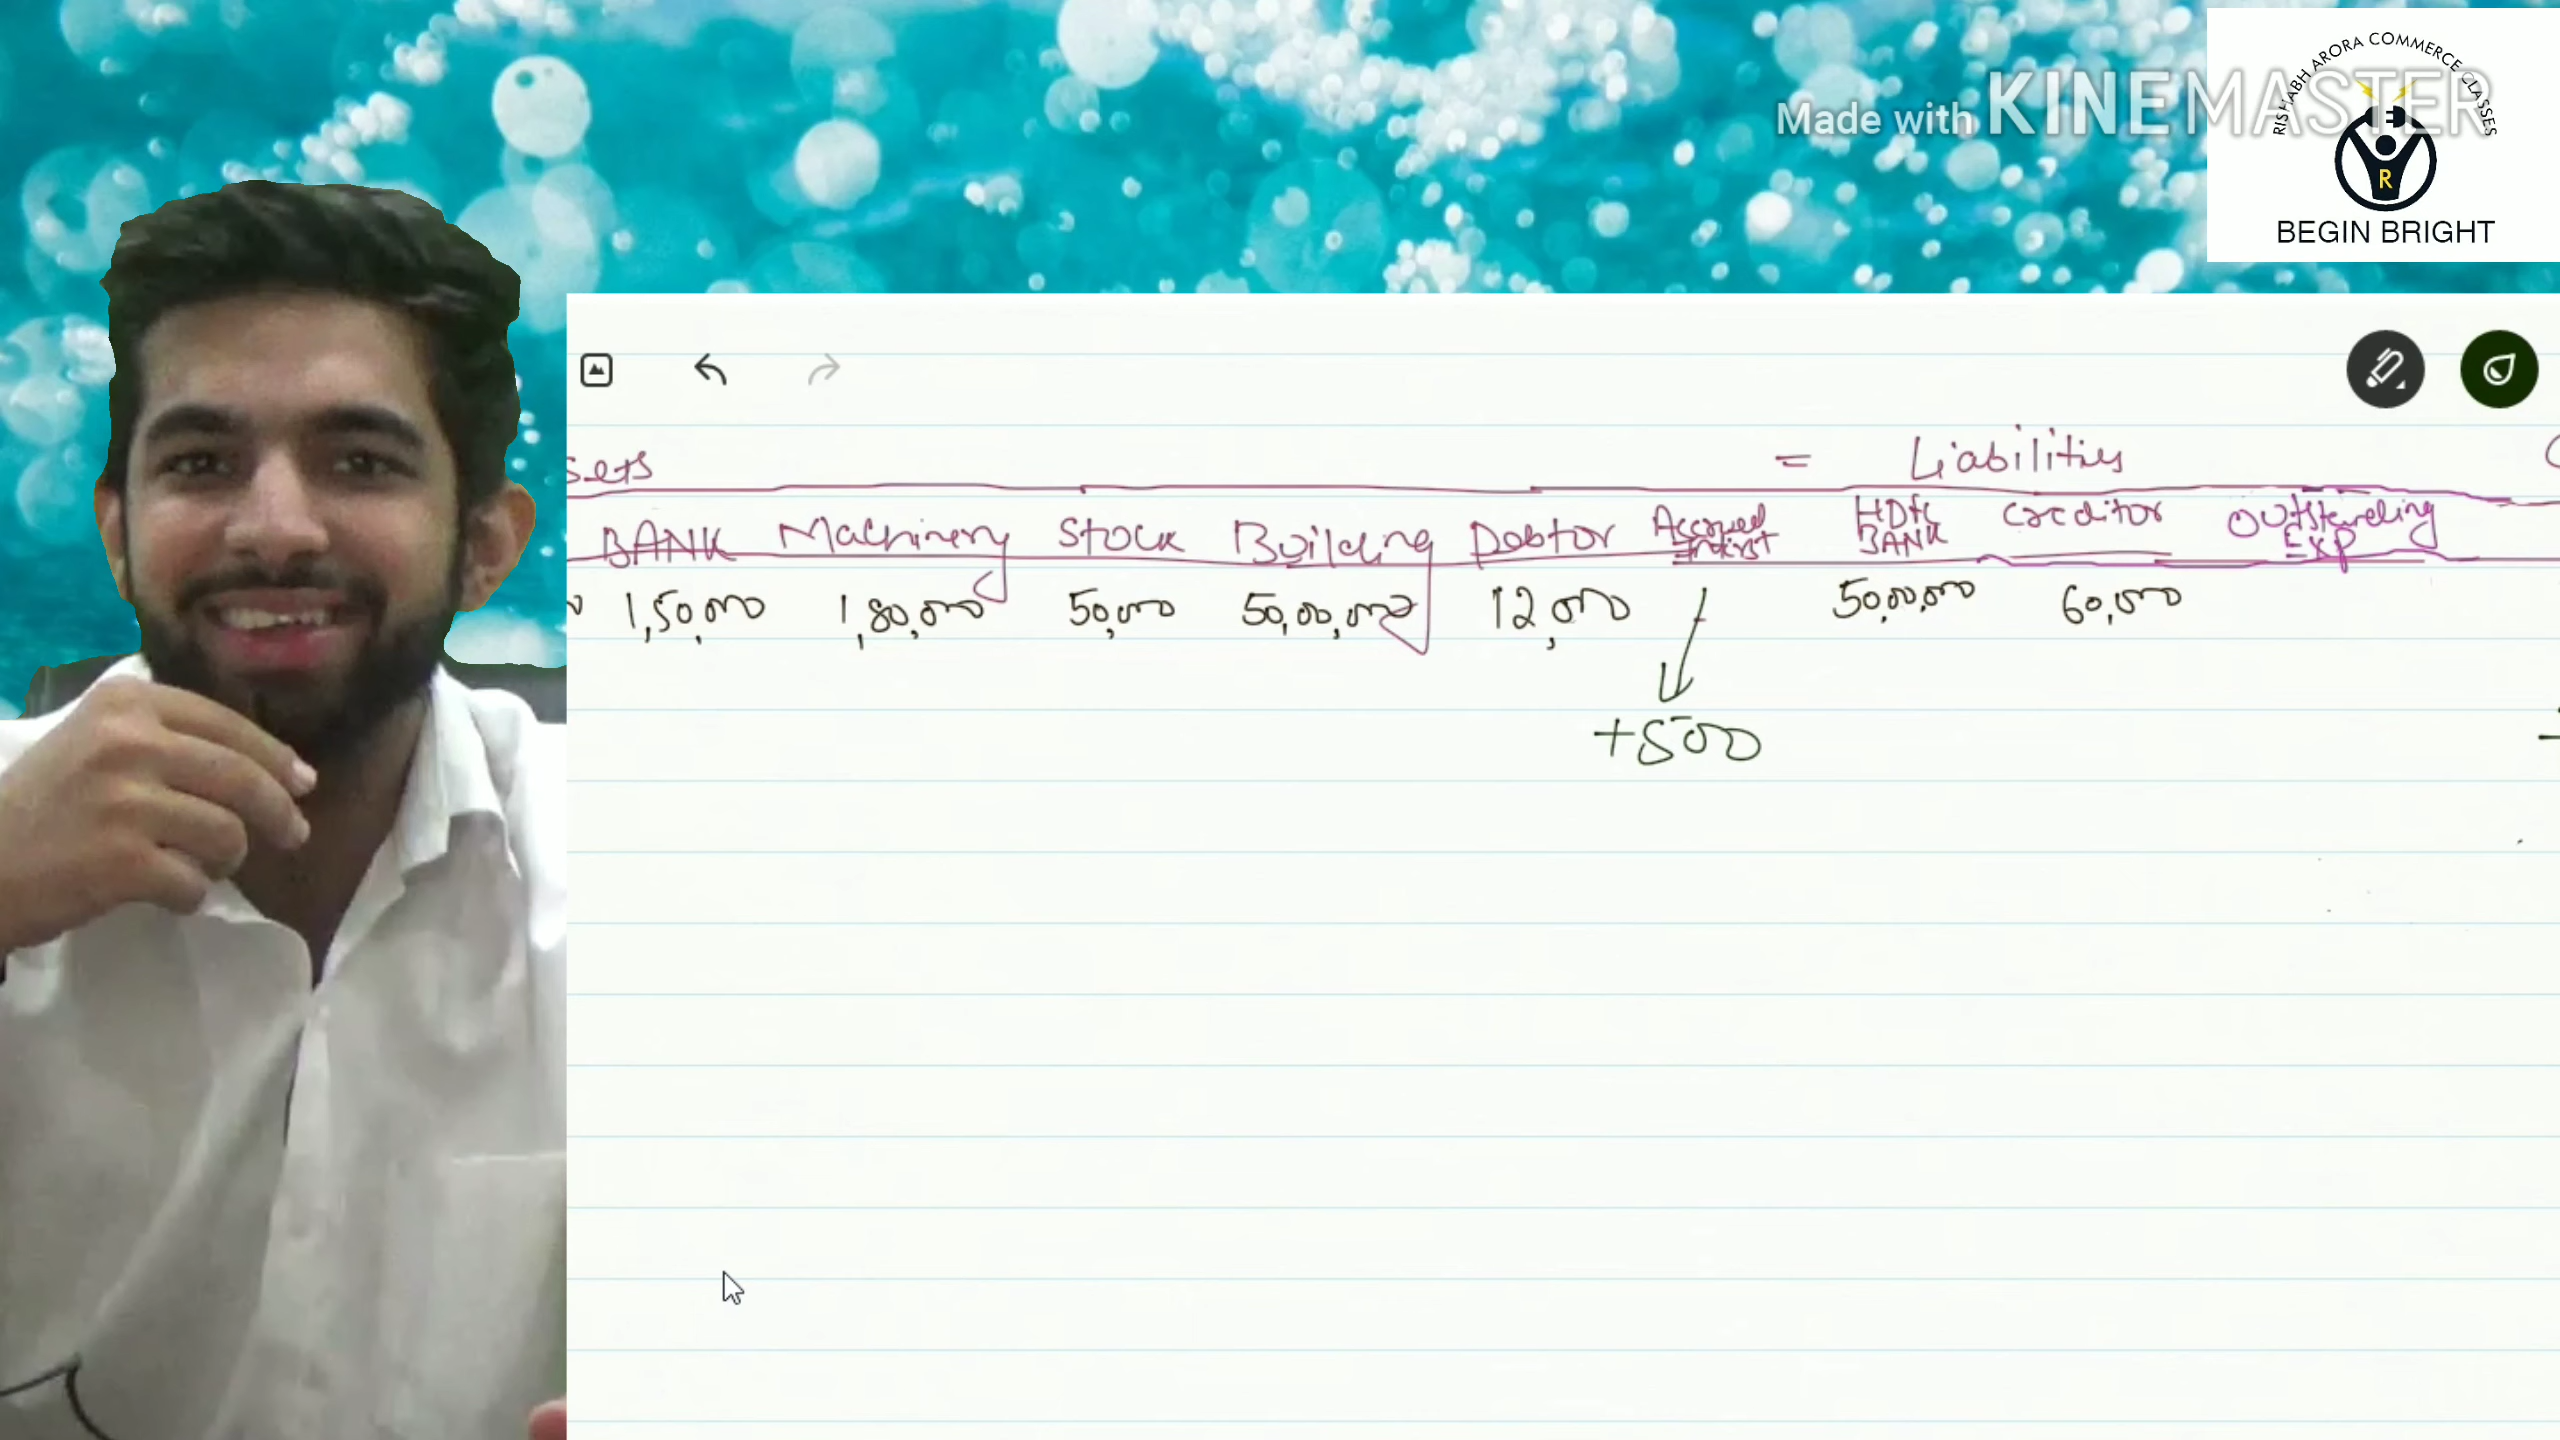 RISHABH ARORA COMMERCE CLASSES
Made with KINEMASTER
R
BEGIN BRIGHT
sets = Liabilities
BANK Machinery Stock Building Debtor Accrued HDFC Creditor Outstanding
BANK EXP
1,50,000 1,80,000 50,000 50,00,000 12,000 50,00,000 60,000
+500